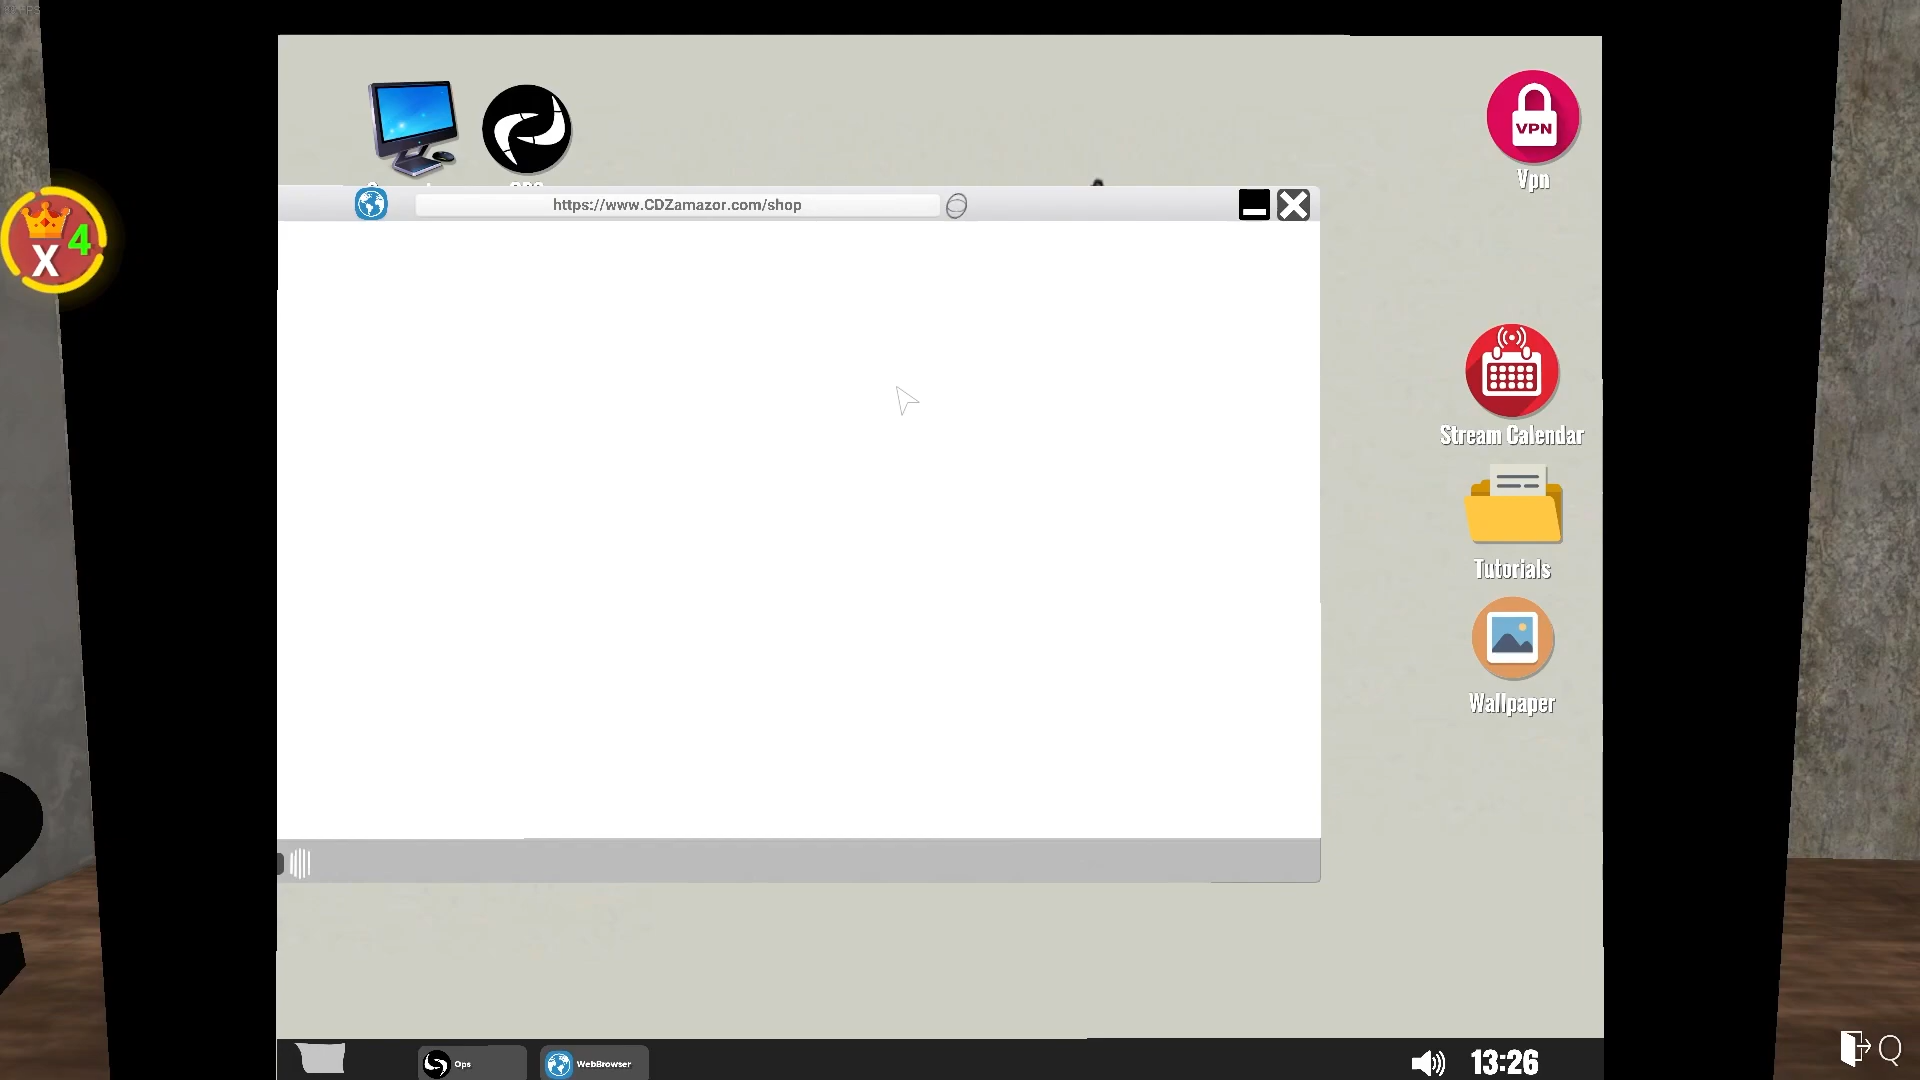 VPN
Vpn
https://www.CDZamazor.com/shop
X 4
Stream Calendar
Tutorials
Wallpaper
Ops
WebBrowser
13:26
Q